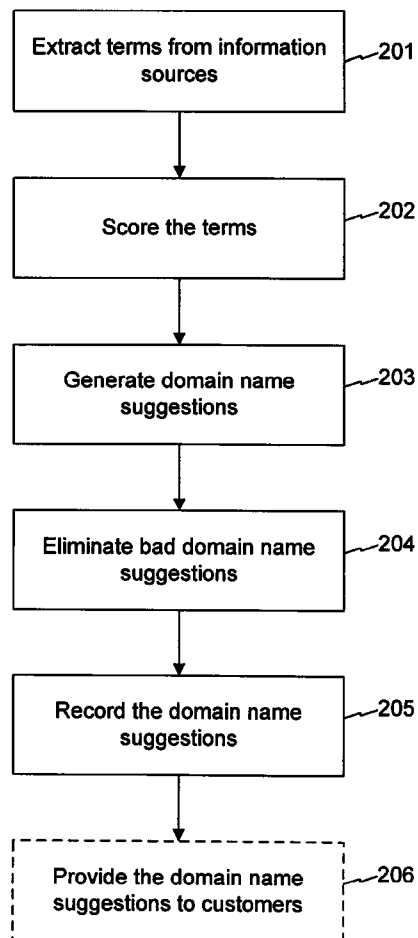 Extract terms from information
sources
201
Score the terms
202
Generate domain name
suggestions
203
Eliminate bad domain name
suggestions
204
Record the domain name
suggestions
205
Provide the domain name
suggestions to customers
206